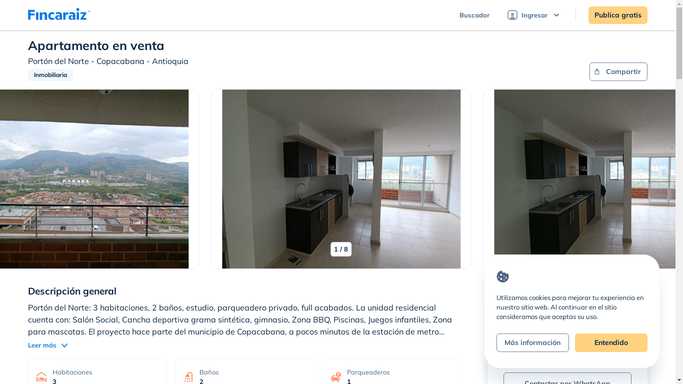 Fincaraiz
Buscador
Ingresar
Publica gratis
Apartamento en venta
Portón del Norte - Copacabana - Antioquia
Inmobiliaria
Compartir
1 / 8
Descripción general
Portón del Norte: 3 habitaciones, 2 baños, estudio, parqueadero privado, full acabados. La unidad residencial
cuenta con: Salón Social, Cancha deportiva grama sintética, gimnasio, Zona BBQ, Piscinas, Juegos infantiles, Zona
para mascotas. El proyecto hace parte del municipio de Copacabana, a pocos minutos de la estación de metro...
Leer más
Habitaciones
3
Baños
2
Parqueaderos
1
Utilizamos cookies para mejorar tu experiencia en
nuestro sitio web. Al continuar en el sitio
consideramos que aceptas su uso.
Más información
Entendido
Contactar por WhatsApp